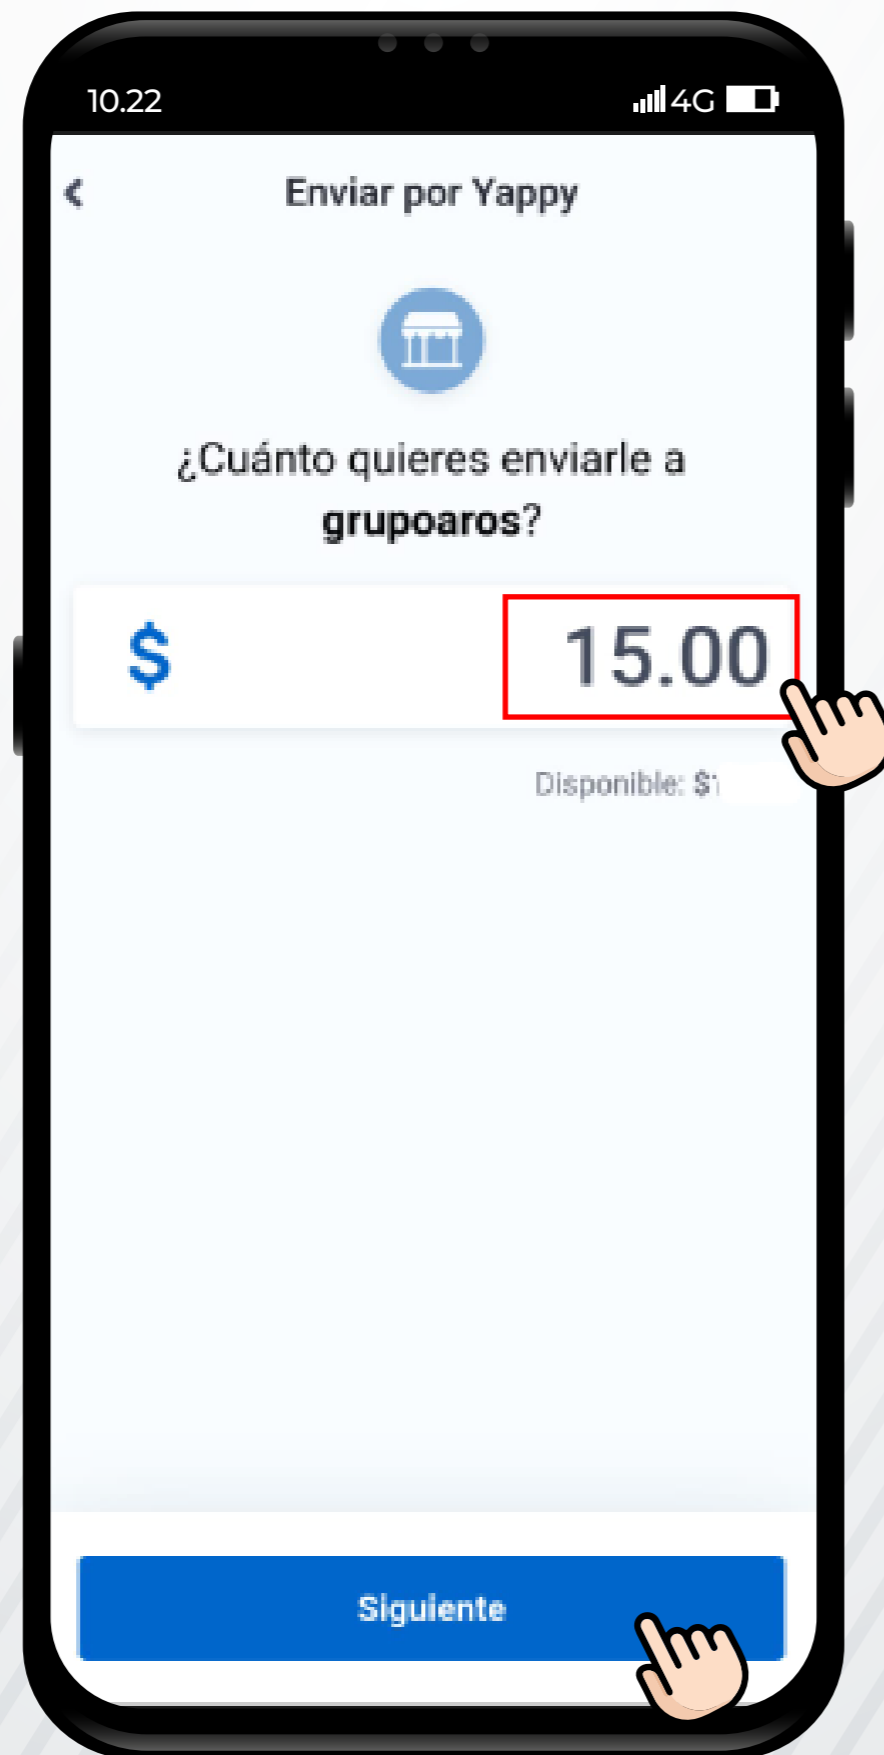 10.22
4G
Enviar por Yappy
¿Cuánto quieres enviarle a
grupoaros?
$ 15.00
Disponible: $
Siguiente